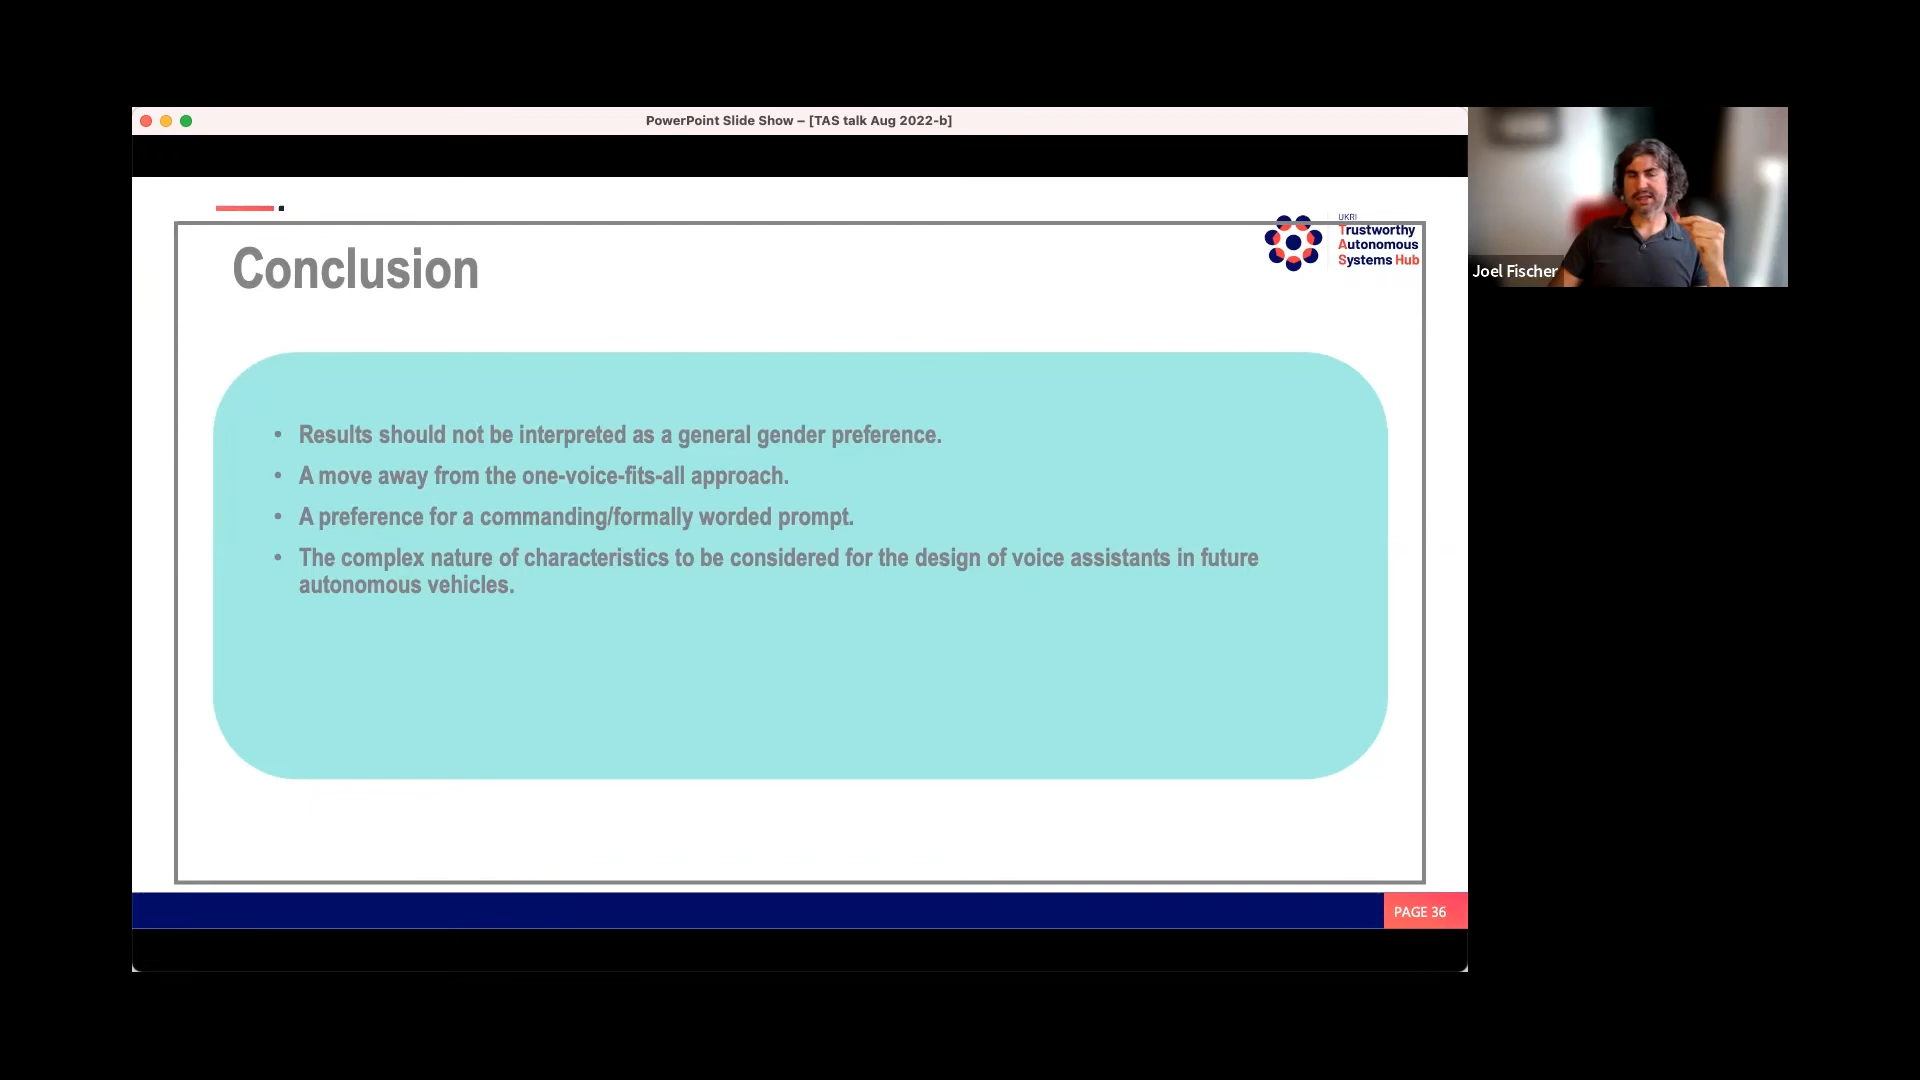 PowerPoint Slide Show – [TAS talk Aug 2022-b]
UKRI
Trustworthy
Autonomous
Systems Hub
Joel Fischer
Conclusion
• Results should not be interpreted as a general gender preference.
• A move away from the one-voice-fits-all approach.
• A preference for a commanding/formally worded prompt.
• The complex nature of characteristics to be considered for the design of voice assistants in future
autonomous vehicles.
PAGE 36